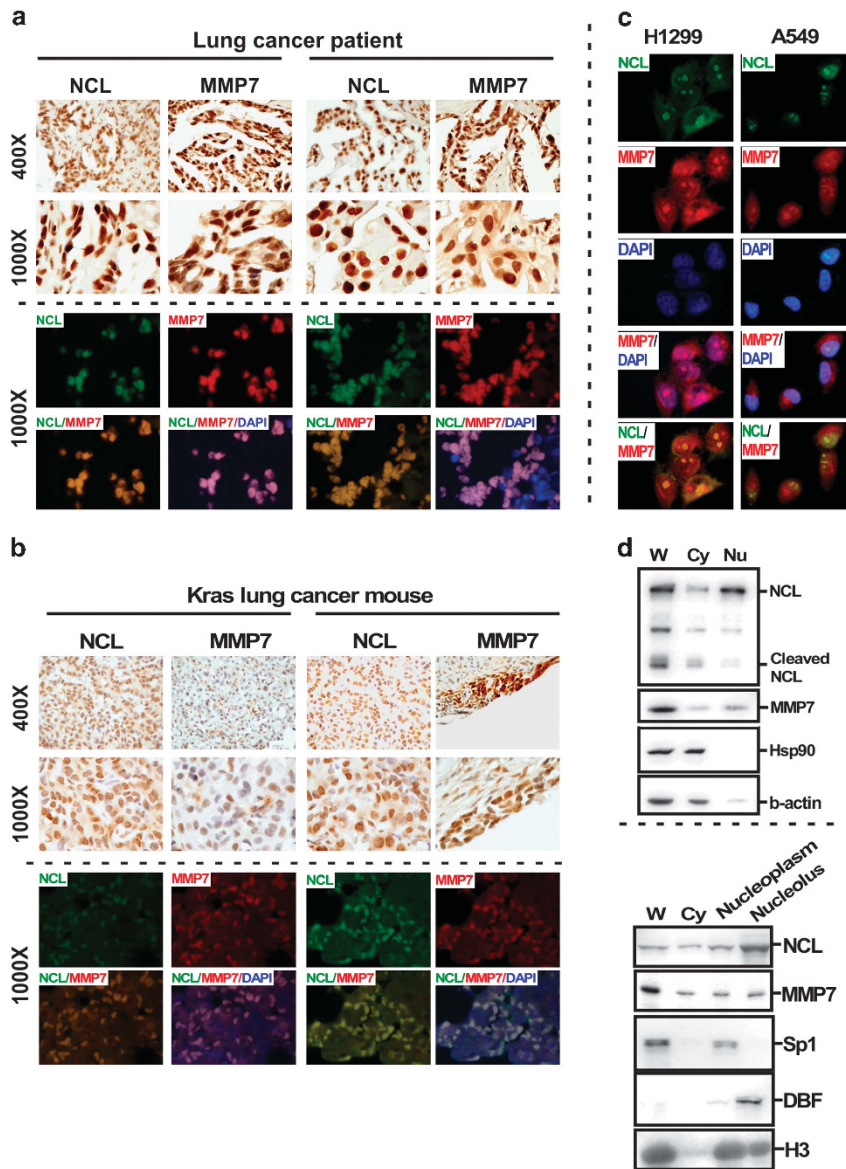 a
Lung cancer patient
NCL MMP7 NCL MMP7
400X
1000X
1000X
NCL MMP7 NCL MMP7
NCL/MMP7 NCL/MMP7/DAPI NCL/MMP7 NCL/MMP7/DAPI
b
Kras lung cancer mouse
NCL MMP7 NCL MMP7
400X
1000X
1000X
NCL MMP7 NCL MMP7
NCL/MMP7 NCL/MMP7/DAPI NCL/MMP7 NCL/MMP7/DAPI
c
H1299 A549
NCL NCL
MMP7 MMP7
DAPI DAPI
MMP7/ MMP7/
DAPI DAPI
NCL/ NCL/
MMP7 MMP7
d
W Cy Nu
NCL
Cleaved
NCL
MMP7
Hsp90
b-actin
W Cy Nucleoplasm Nucleolus
NCL
MMP7
Sp1
DBF
H3